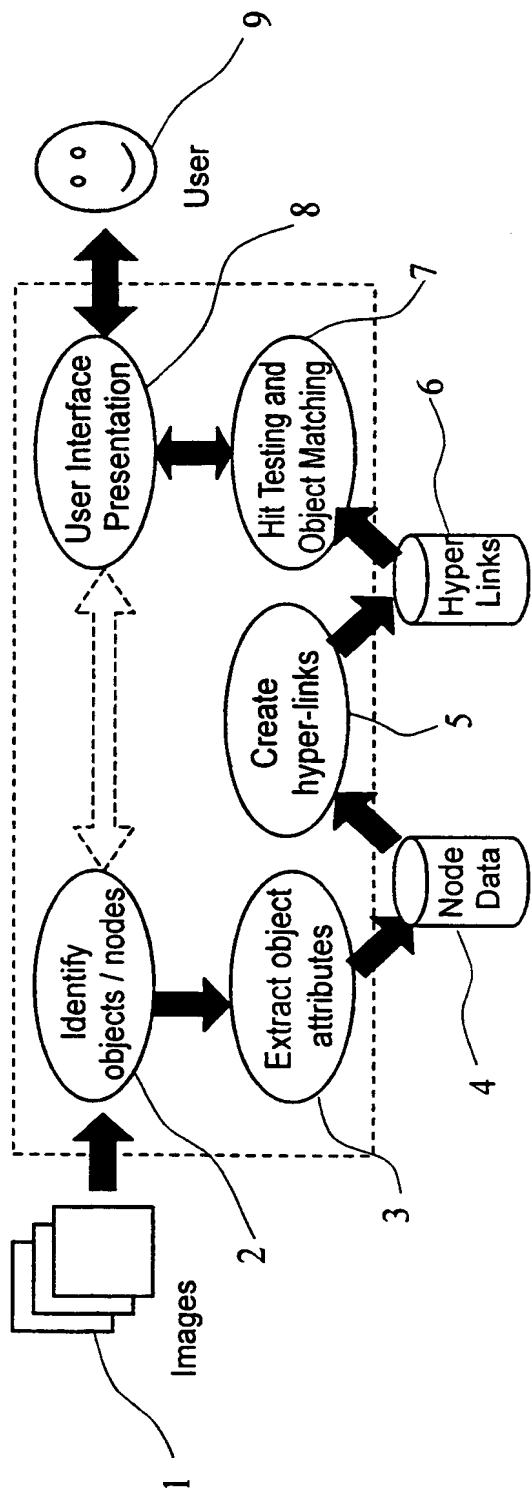 1
Images
2
Identify
objects / nodes
3
Extract object
attributes
4
Node
Data
5
Create
hyper-links
6
Hyper
Links
7
Hit Testing and
Object Matching
8
User Interface
Presentation
9
User